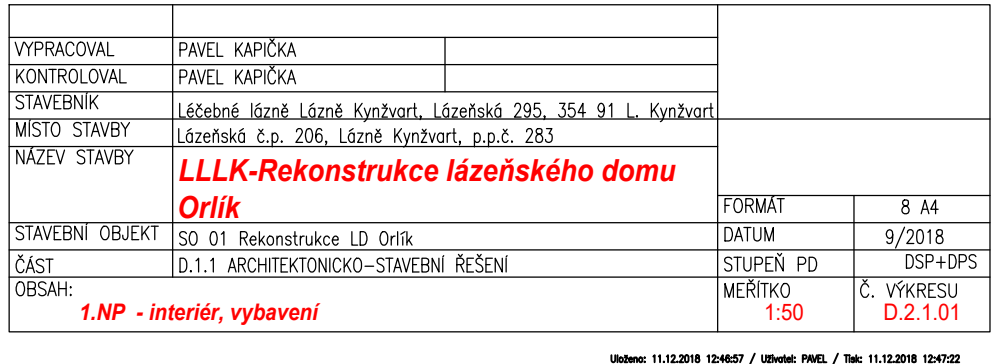 VYPRACOVAL PAVEL KAPIČKA
KONTROLOVAL PAVEL KAPIČKA
STAVEBNÍK Léčebné lázně Lázně Kynžvart, Lázeňská 295, 354 91 L. Kynžvart
MÍSTO STAVBY Lázeňská č.p. 206, Lázně Kynžvart, p.p.č. 283
NÁZEV STAVBY LLLK-Rekonstrukce lázeňského domu
Orlík
FORMÁT 8 A4
STAVEBNÍ OBJEKT SO 01 Rekonstrukce LD Orlík DATUM 9/2018
ČÁST D.1.1 ARCHITEKTONICKO-STAVEBNÍ ŘEŠENÍ STUPEŇ PD DSP+DPS
OBSAH: MEŘÍTKO Č. VÝKRESU
1.NP - interiér, vybavení 1:50 D.2.1.01
Uloženo: 11.12.2018 12:46:57 / Uživatel: PAVEL / Tisk: 11.12.2018 12:47:22